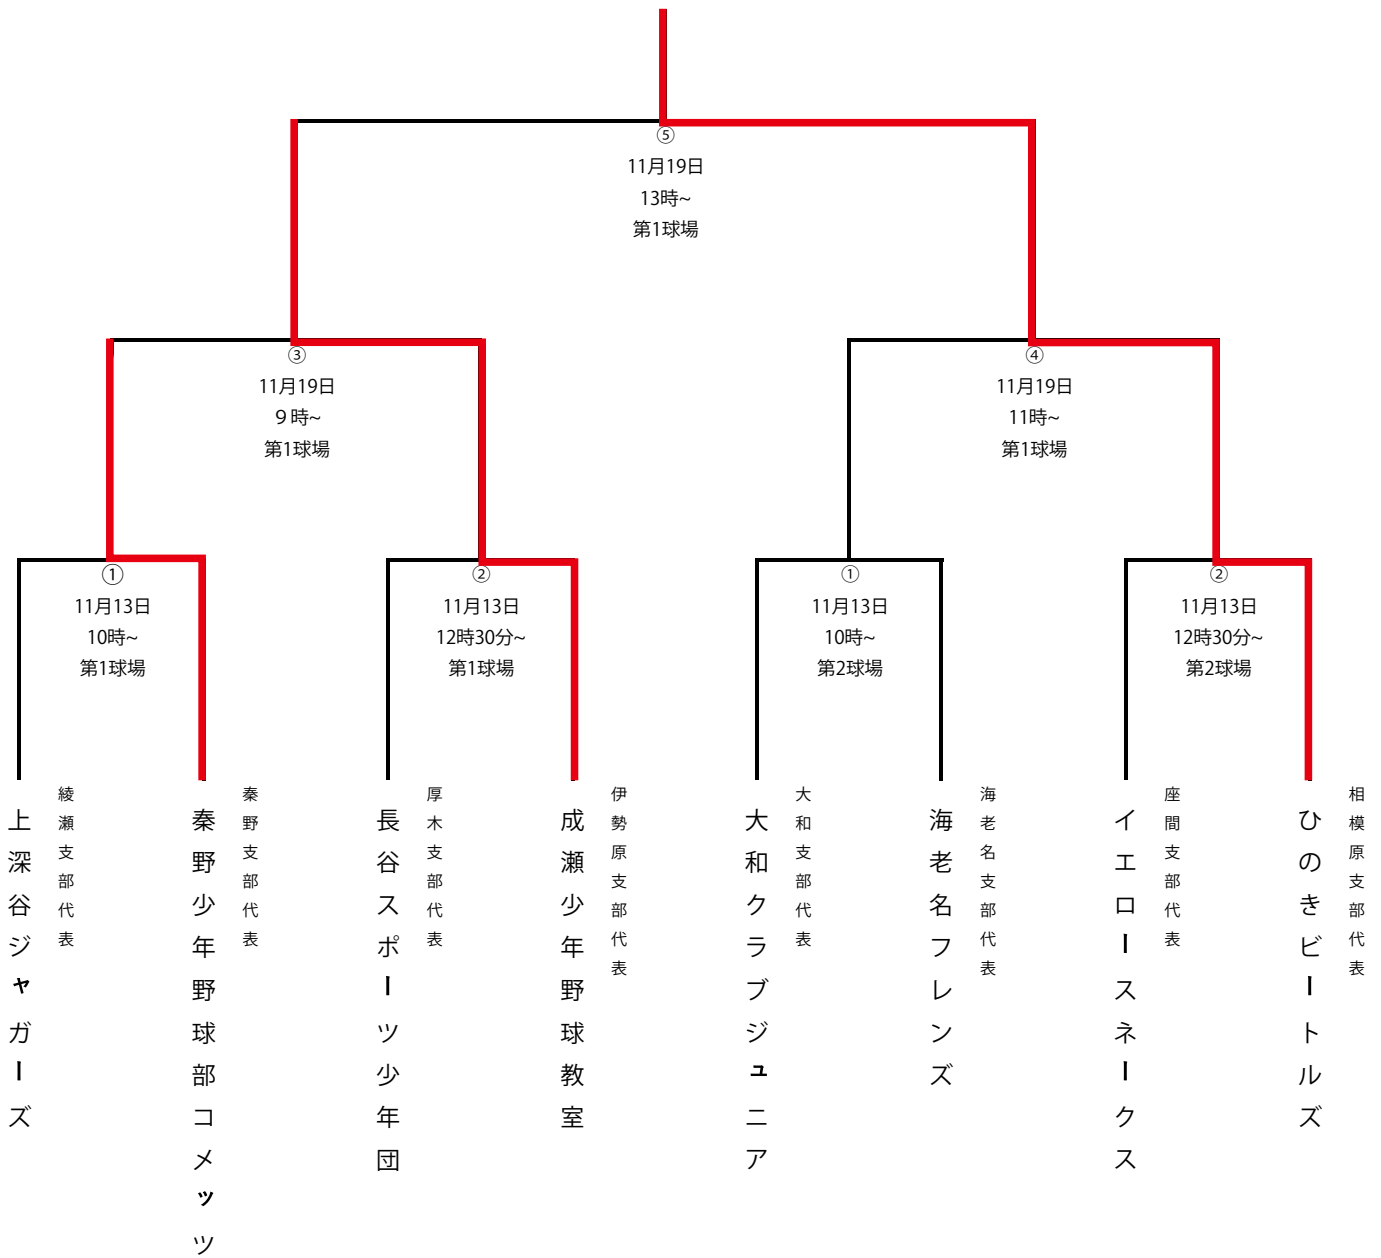 ⑤
11月19日
13時~
第1球場
③
11月19日
９時~
第1球場
④
11月19日
11時~
第1球場
①
11月13日
10時~
第1球場
②
11月13日
12時30分~
第1球場
①
11月13日
10時~
第2球場
②
11月13日
12時30分~
第2球場
綾瀬支部代表
上深谷ジャガーズ
秦野支部代表
秦野少年野球部コメッツ
厚木支部代表
長谷スポーツ少年団
伊勢原支部代表
成瀬少年野球教室
大和支部代表
大和クラブジュニア
海老名支部代表
海老名フレンズ
座間支部代表
イエロースネークス
相模原支部代表
ひのきビートルズ